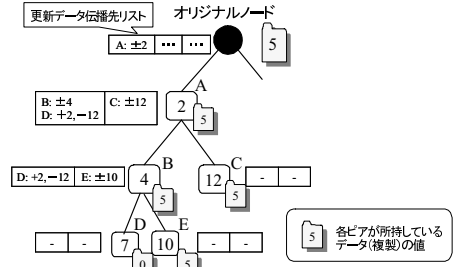 オリジナルノード
更新データ伝播先リスト
A: ±2 ••• •••
5
A
B: ±4
D: +2,−12
C: ±12
2
5
B
C
D: +2,−12 E: ±10
4
5
12
5
- -
D
E
- -
7
0
10
5
- -
5
各ピアが所持している
データ(複製)の値